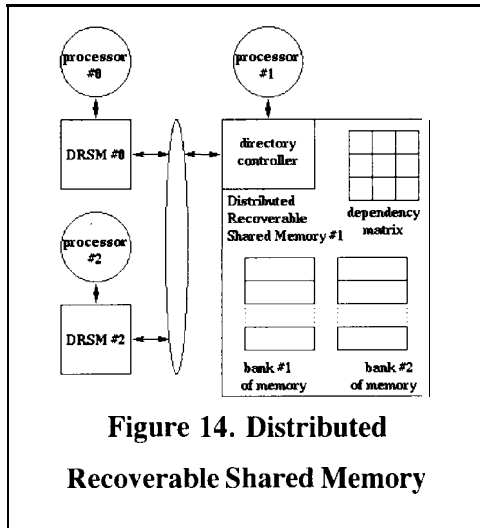 processor
#0
processor
#1
DRSM #0
directory
controller
Distributed
Recoverable
Shared Memory #1
dependency
matrix
processor
#2
DRSM #2
bank #1
of memory
bank #2
of memory
Figure 14. Distributed
Recoverable Shared Memory